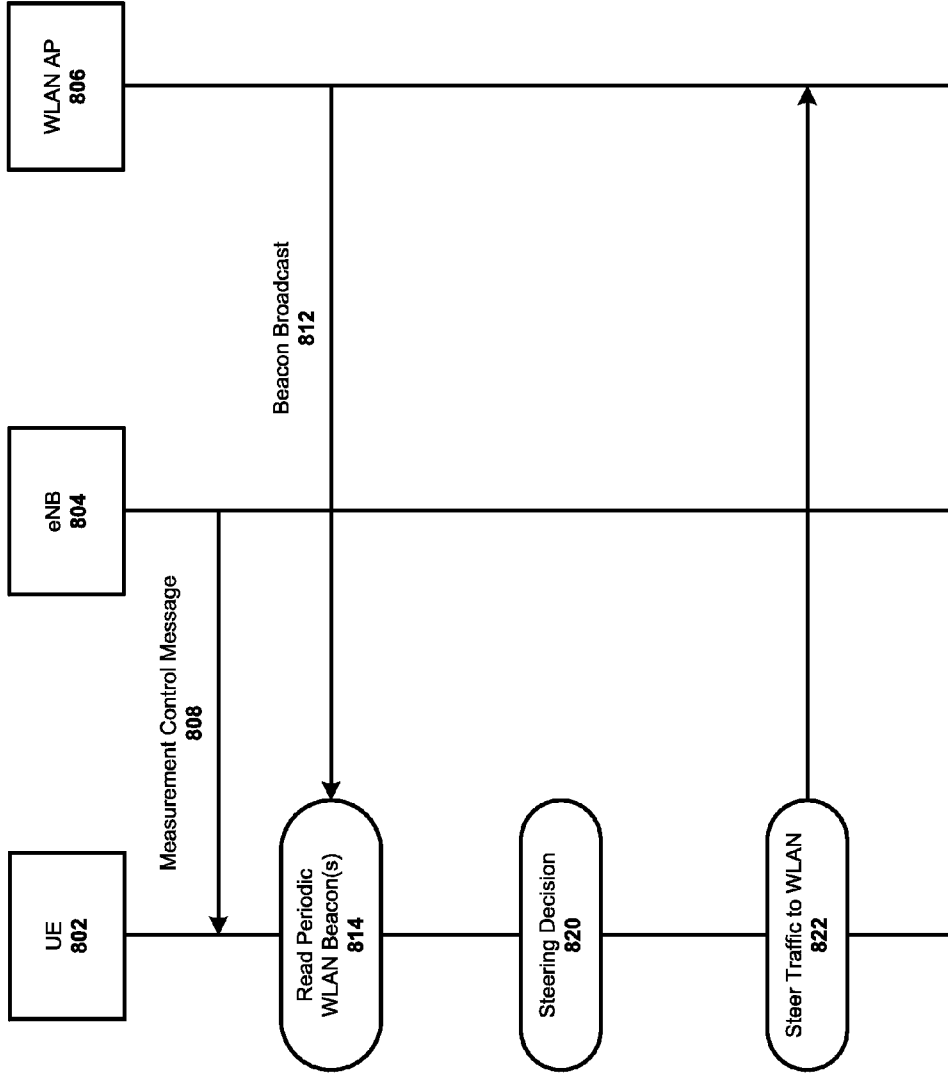 UE
802
eNB
804
WLAN AP
806
Measurement Control Message
808
Beacon Broadcast
812
Read Periodic
WLAN Beacon(s)
814
Steering Decision
820
Steer Traffic to WLAN
822